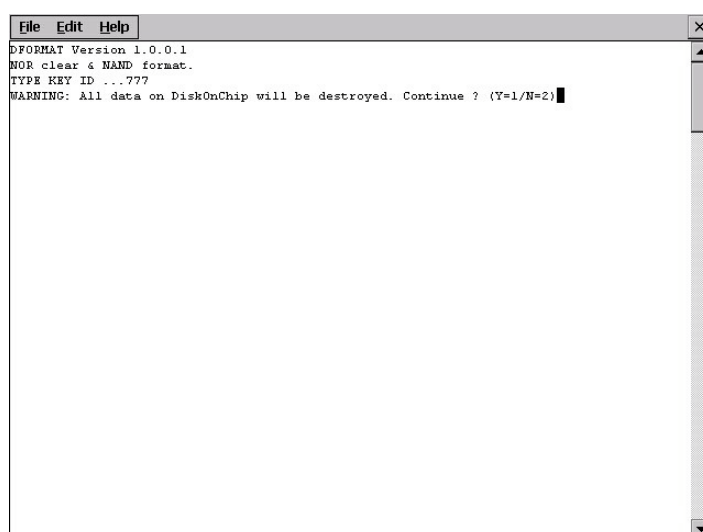 File Edit Help
DFORMAT Version 1.0.0.1
NOR clear & NAND format.
TYPE KEY ID ...777
WARNING: All data on DiskOnChip will be destroyed. Continue ? (Y=1/N=2)